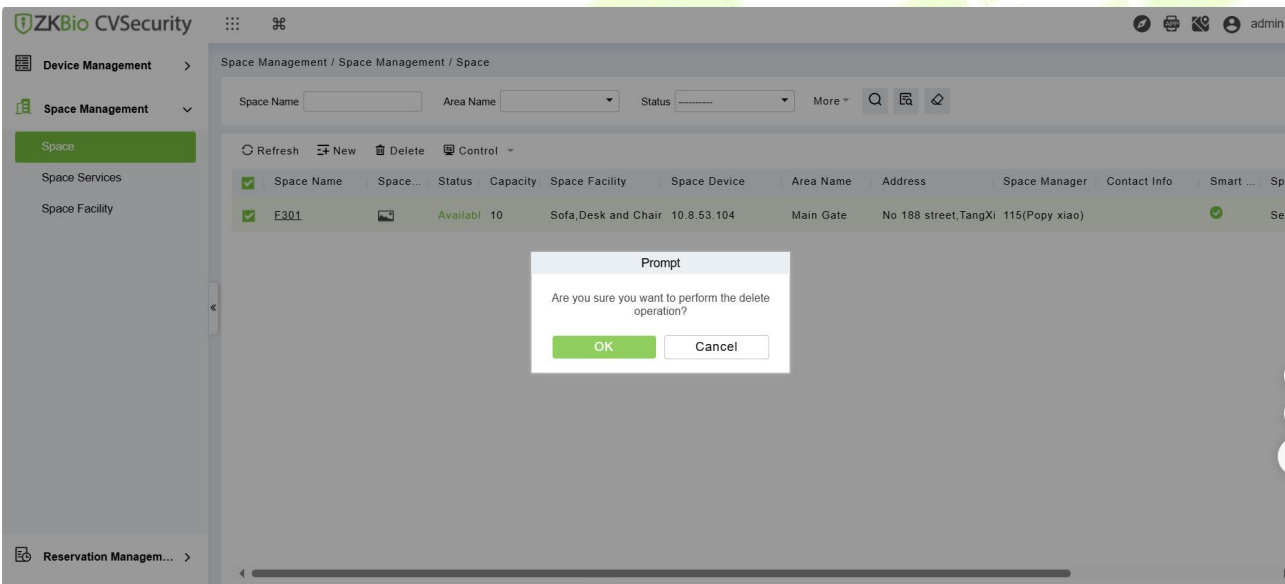 ZKBio CVSecurity
admin
Device Management
Space Management / Space Management / Space
Space Management
Space Name
Area Name
Status ----------
More
Space
Refresh New Delete Control
Space Services
Space Name Space... Status Capacity Space Facility Space Device Area Name Address Space Manager Contact Info Smart ... Sp
Space Facility
F301 Availabl 10 Sofa,Desk and Chair 10.8.53.104 Main Gate No 188 street,TangXi 115(Popy xiao) Se
Prompt
Are you sure you want to perform the delete
operation?
OK Cancel
Reservation Managem...